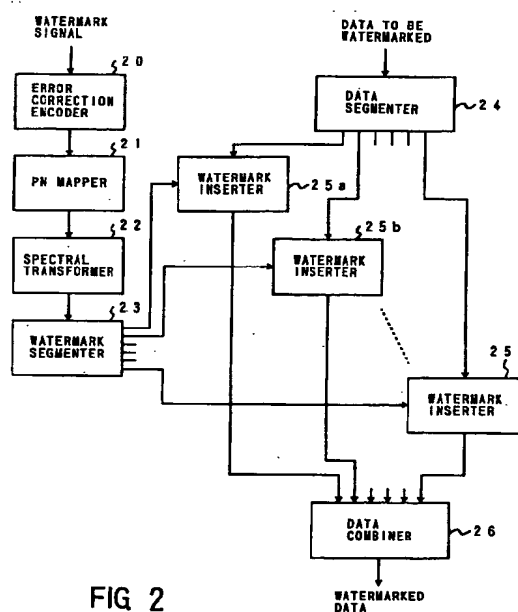 WATERMARK
SIGNAL
20
ERROR
CORRECTION
ENCODER
21
PN MAPPER
22
SPECTRAL
TRANSFORMER
23
WATERMARK
SEGMENTER
DATA TO BE
WATERMARKED
DATA
SEGMENTER
24
WATERMARK
INSERTER
25a
25b
WATERMARK
INSERTER
25
WATERMARK
INSERTER
DATA
COMBINER
26
WATERMARKED
DATA
FIG 2